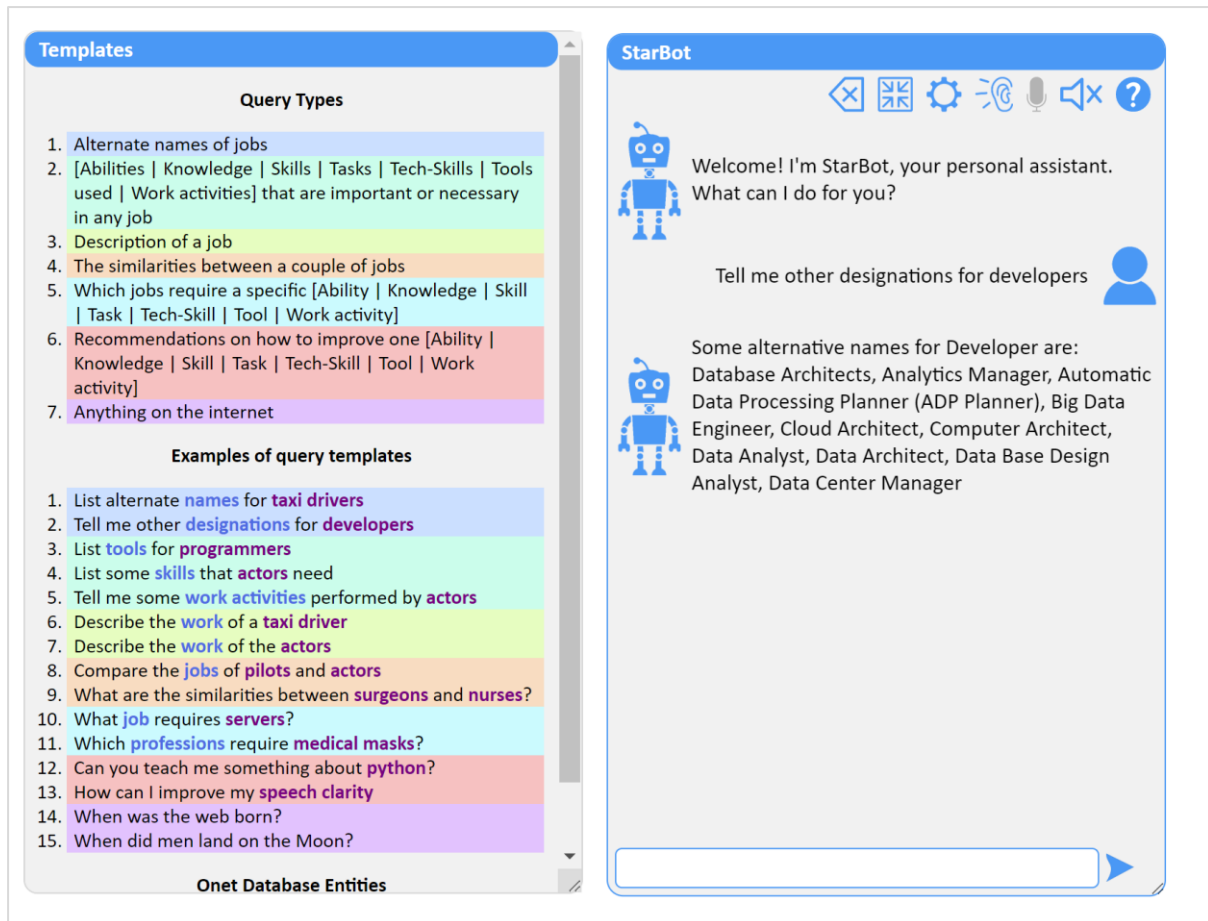 Templates
Query Types
1. Alternate names of jobs
2. [Abilities | Knowledge | Skills | Tasks | Tech-Skills | Tools
used | Work activities] that are important or necessary
in any job
3. Description of a job
4. The similarities between a couple of jobs
5. Which jobs require a specific [Ability | Knowledge | Skill
| Task | Tech-Skill | Tool | Work activity]
6. Recommendations on how to improve one [Ability |
Knowledge | Skill | Task | Tech-Skill | Tool | Work
activity]
7. Anything on the internet
Examples of query templates
1. List alternate names for taxi drivers
2. Tell me other designations for developers
3. List tools for programmers
4. List some skills that actors need
5. Tell me some work activities performed by actors
6. Describe the work of a taxi driver
7. Describe the work of the actors
8. Compare the jobs of pilots and actors
9. What are the similarities between surgeons and nurses?
10. What job requires servers?
11. Which professions require medical masks?
12. Can you teach me something about python?
13. How can I improve my speech clarity
14. When was the web born?
15. When did men land on the Moon?
Onet Database Entities
StarBot
?
Welcome! I'm StarBot, your personal assistant.
What can I do for you?
Tell me other designations for developers
Some alternative names for Developer are:
Database Architects, Analytics Manager, Automatic
Data Processing Planner (ADP Planner), Big Data
Engineer, Cloud Architect, Computer Architect,
Data Analyst, Data Architect, Data Base Design
Analyst, Data Center Manager